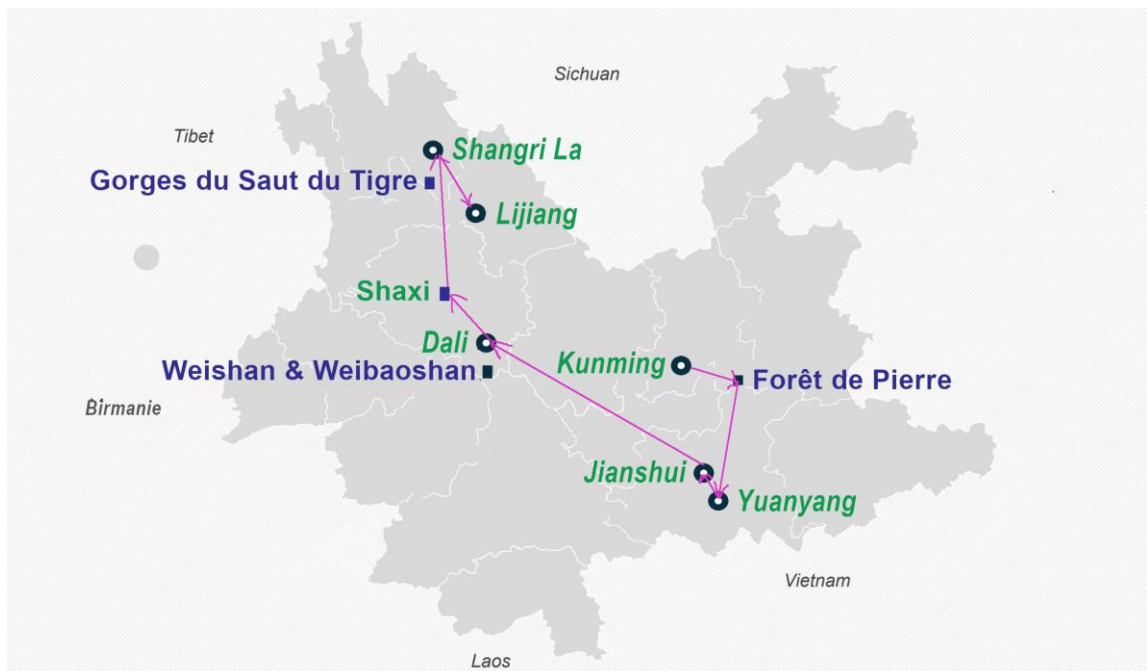 Sichuan
Tibet
Shangri La
Gorges du Saut du Tigre
Lijiang
Shaxi
Dali
Weishan & Weibaoshan
Kunming
Forêt de Pierre
Birmanie
Jianshui
Yuanyang
Vietnam
Laos